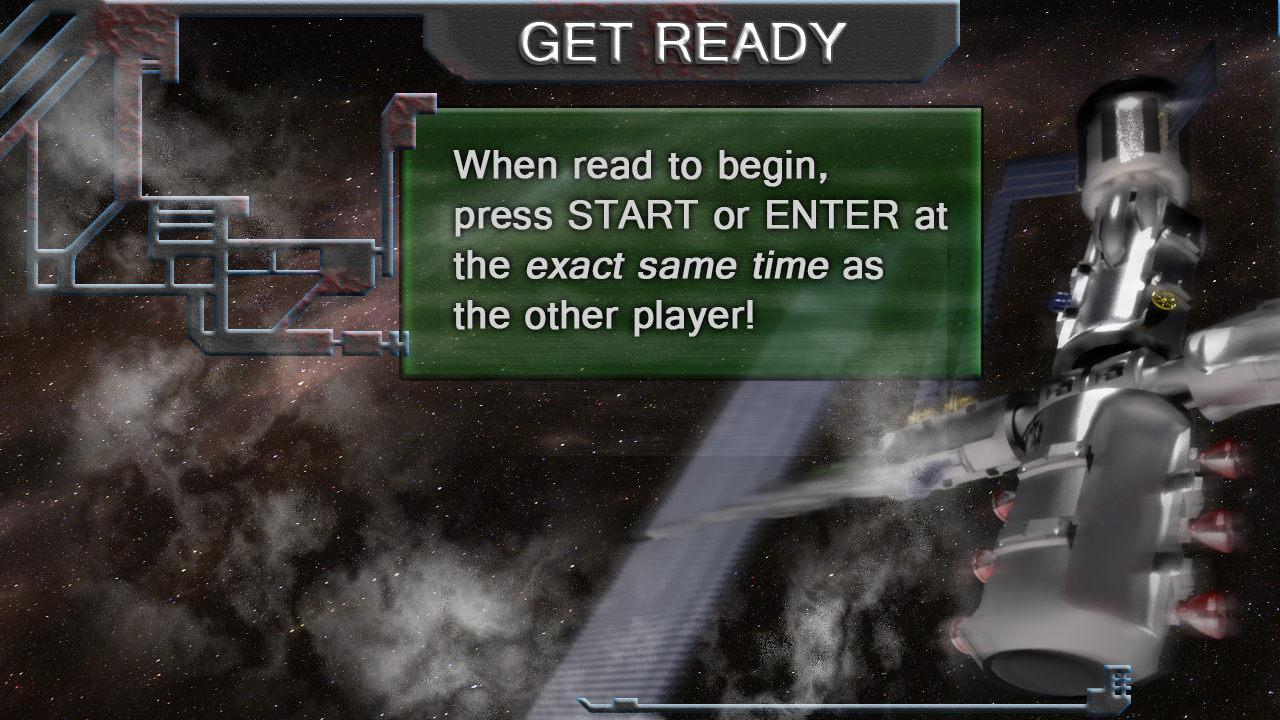 GET READY
When read to begin,
press START or ENTER at
the exact same time as
the other player!